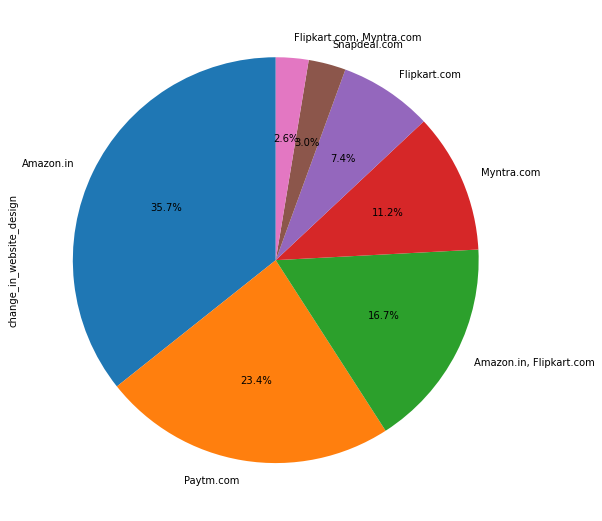 Flipkart.com, Myntra.com
Snapdeal.com
Flipkart.com
2.6%
3.0%
7.4%
Amazon.in
Myntra.com
35.7%
11.2%
change_in_website_design
16.7%
Amazon.in, Flipkart.com
23.4%
Paytm.com